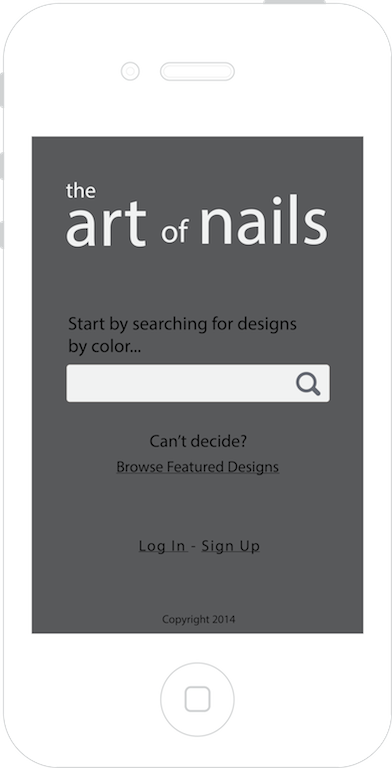 the
art of nails
Start by searching for designs
by color...
Can't decide?
Browse Featured Designs
Log In - Sign Up
Copyright 2014